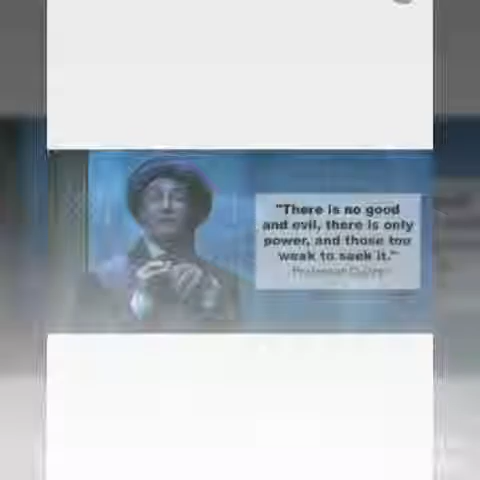 "There is no good
and evil, there is only
power, and those too
weak to seek it."